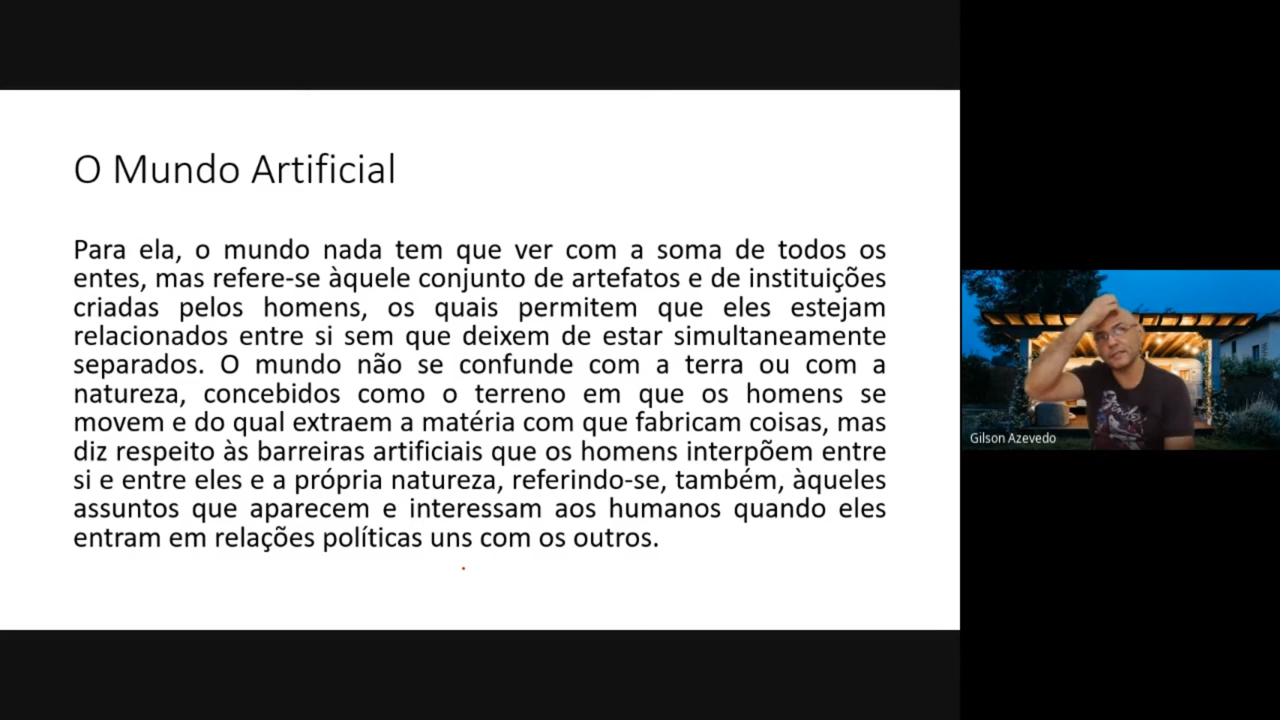 O Mundo Artificial
Para ela, o mundo nada tem que ver com a soma de todos os
entes, mas refere-se àquele conjunto de artefatos e de instituições
criadas pelos homens, os quais permitem que eles estejam
relacionados entre si sem que deixem de estar simultaneamente
separados. O mundo não se confunde com a terra ou com a
natureza, concebidos como o terreno em que os homens se
movem e do qual extraem a matéria com que fabricam coisas, mas
diz respeito às barreiras artificiais que os homens interpõem entre
si e entre eles e a própria natureza, referindo-se, também, àqueles
assuntos que aparecem e interessam aos humanos quando eles
entram em relações políticas uns com os outros.
Gilson Azevedo